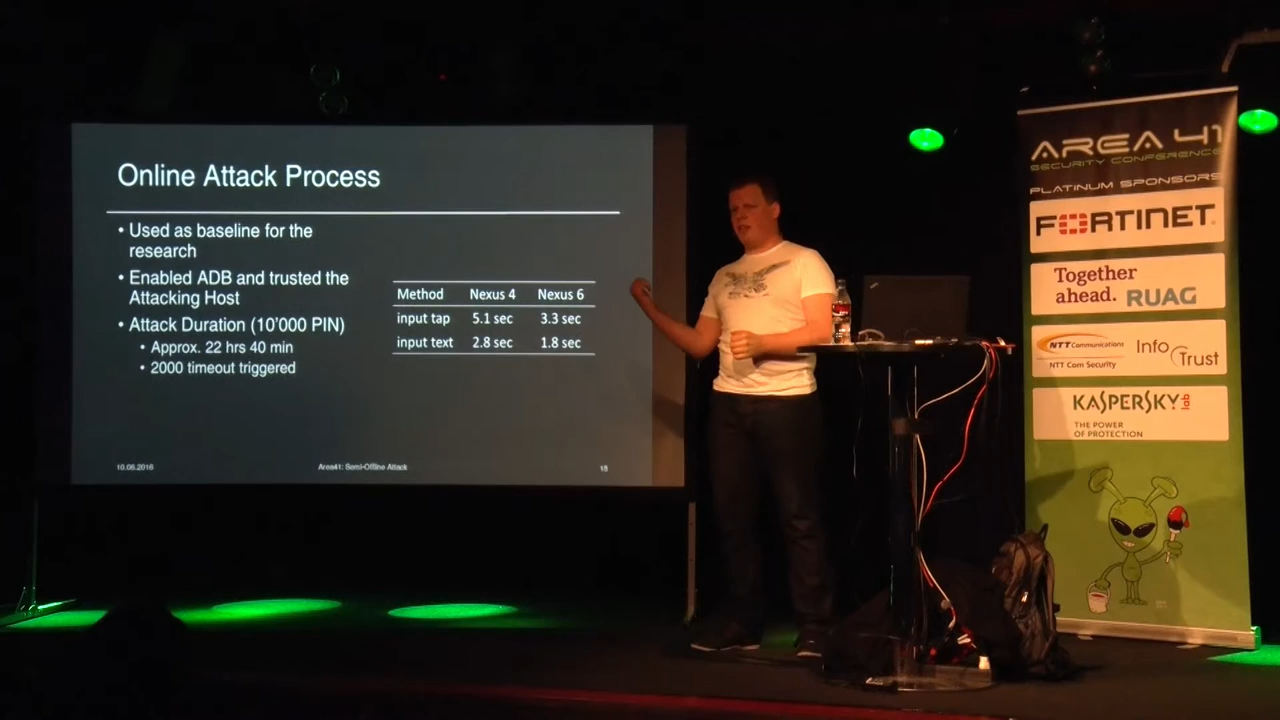 Online Attack Process
• Used as baseline for the
research
• Enabled ADB and trusted the
Attacking Host
• Attack Duration (10'000 PIN)
• Approx. 22 hrs 40 min
• 2000 timeout triggered
Method Nexus 4 Nexus 6
input tap 5.1 sec 3.3 sec
input text 2.8 sec 1.8 sec
10.06.2016 Area41: Semi-Offline Attack 18
AREA 41
SECURITY CONFERENCE
PLATINUM SPONSORS
FORTINET
Together
ahead. RUAG
NTT Communications
NTT Com Security
Info Trust
KASPERSKY lab
THE POWER
OF PROTECTION